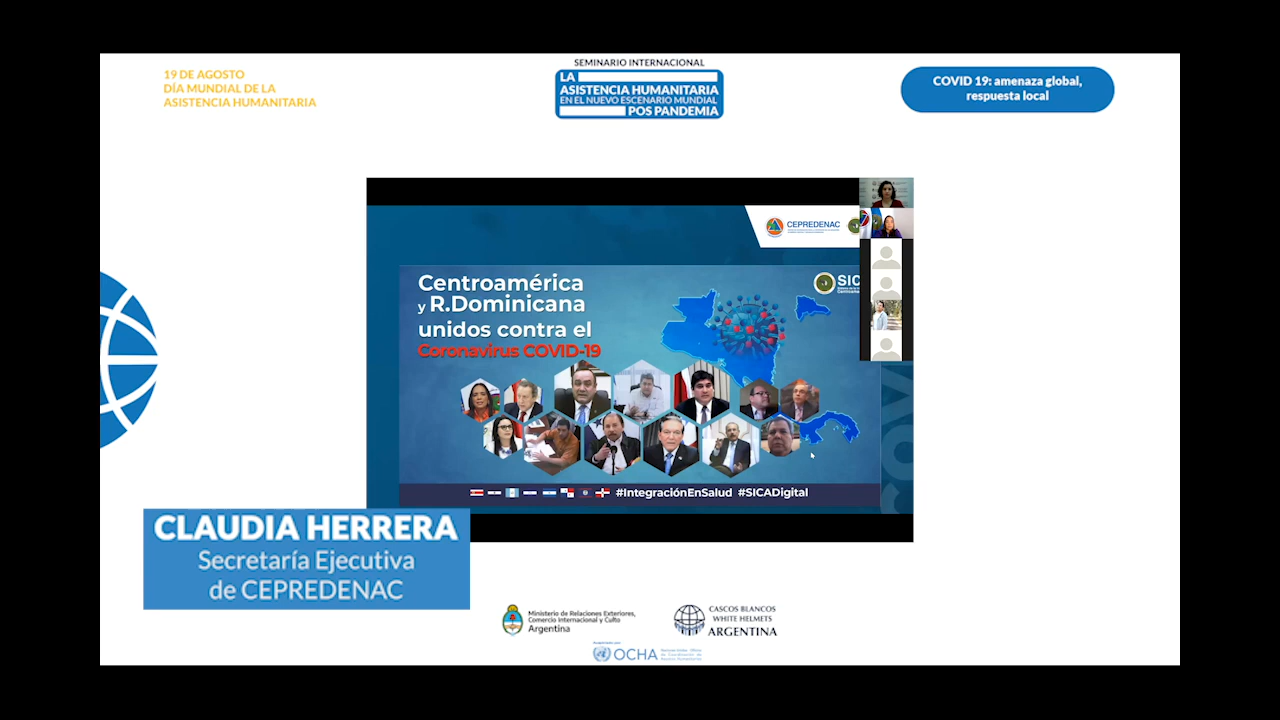 19 DE AGOSTO
DÍA MUNDIAL DE LA
ASISTENCIA HUMANITARIA
SEMINARIO INTERNACIONAL
LA
ASISTENCIA HUMANITARIA
EN EL NUEVO ESCENARIO MUNDIAL
POS PANDEMIA
COVID 19: amenaza global,
respuesta local
CEPREDENAC
Centroamérica
y R.Dominicana
unidos contra el
Coronavirus COVID-19
SIC
#IntegraciónEnSalud #SICADigital
CLAUDIA HERRERA
Secretaría Ejecutiva
de CEPREDENAC
Ministerio de Relaciones Exteriores,
Comercio Internacional y Culto
Argentina
CASCOS BLANCOS
WHITE HELMETS
ARGENTINA
OCHA